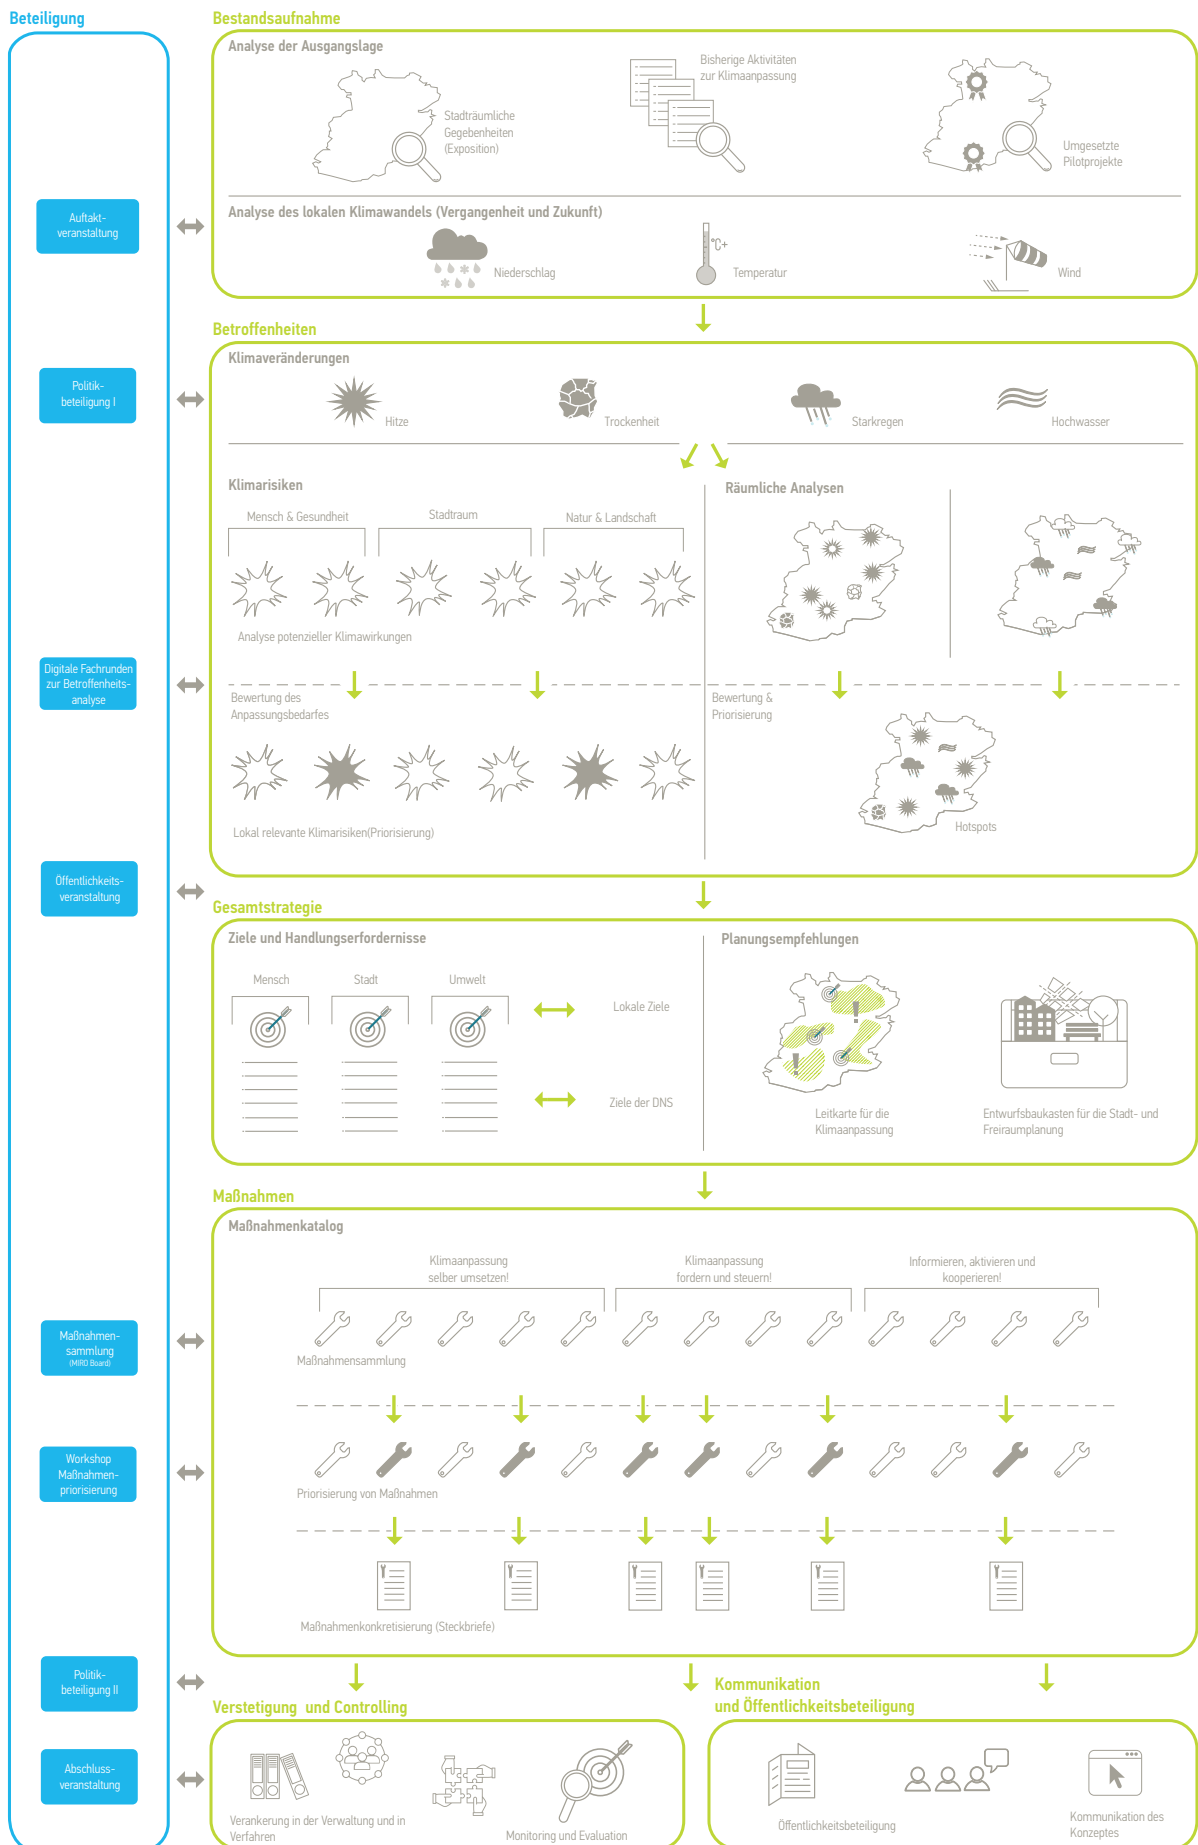 Beteiligung
Auftakt-
veranstaltung
Politik-
beteiligung I
Digitale Fachrunden
zur Betroffenheits-
analyse
Öffentlichkeits-
veranstaltung
Maßnahmen-
sammlung
(MIRO Board)
Workshop
Maßnahmen-
priorisierung
Politik-
beteiligung II
Abschluss-
veranstaltung
Bestandsaufnahme
Analyse der Ausgangslage
Stadträumliche
Gegebenheiten
(Exposition)
Bisherige Aktivitäten
zur Klimaanpassung
Umgesetzte
Pilotprojekte
Analyse des lokalen Klimawandels (Vergangenheit und Zukunft)
Niederschlag
°C+
Temperatur
Wind
Betroffenheiten
Klimaveränderungen
Hitze
Trockenheit
Starkregen
Hochwasser
Klimarisiken
Mensch & Gesundheit
Stadtraum
Natur & Landschaft
Analyse potenzieller Klimawirkungen
Bewertung des
Anpassungsbedarfes
Lokal relevante Klimarisiken(Priorisierung)
Räumliche Analysen
Bewertung &
Priorisierung
Hotspots
Gesamtstrategie
Ziele und Handlungserfordernisse
Mensch
Stadt
Umwelt
Lokale Ziele
Ziele der DNS
Planungsempfehlungen
!
!
Leitkarte für die
Klimaanpassung
Entwurfsbaukasten für die Stadt- und
Freiraumplanung
Maßnahmen
Maßnahmenkatalog
Klimaanpassung
selber umsetzen!
Klimaanpassung
fordern und steuern!
Informieren, aktivieren und
kooperieren!
Maßnahmensammlung
Priorisierung von Maßnahmen
Maßnahmenkonkretisierung (Steckbriefe)
Verstetigung und Controlling
Verankerung in der Verwaltung und in
Verfahren
Monitoring und Evaluation
Kommunikation
und Öffentlichkeitsbeteiligung
Öffentlichkeitsbeteiligung
Kommunikation des
Konzeptes